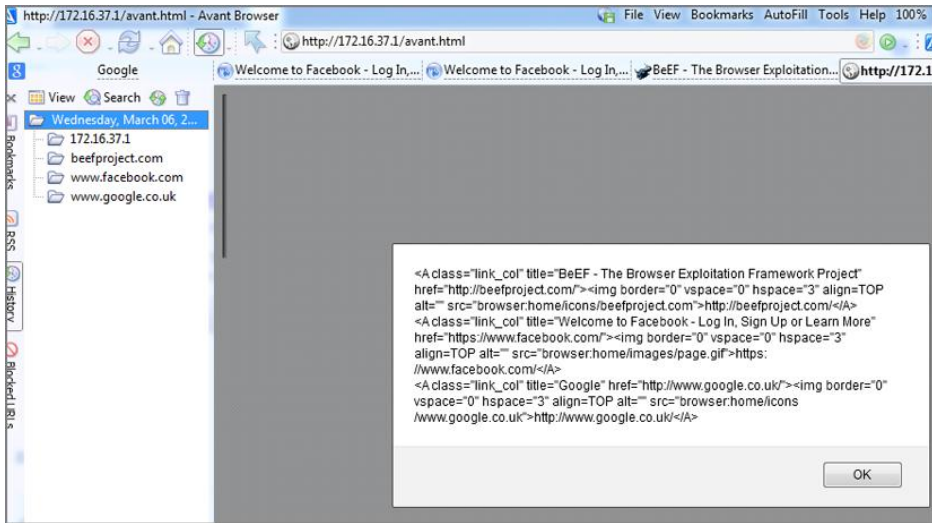 http://172.16.37.1/avant.html - Avant Browser
File View Bookmarks AutoFill Tools Help 100%
http://172.16.37.1/avant.html
Google
Welcome to Facebook - Log In,...
Welcome to Facebook - Log In,...
BeEF - The Browser Exploitation...
http://172.1
View Search
Bookmarks
RSS
History
Blocked URLs
Wednesday, March 06, 2...
172.16.37.1
beefproject.com
www.facebook.com
www.google.co.uk
<A class="link_col" title="BeEF - The Browser Exploitation Framework Project"
href="http://beefproject.com/"><img border="0" vspace="0" hspace="3" align=TOP
alt="" src="browser:home/icons/beefproject.com">http://beefproject.com/</A>
<A class="link_col" title="Welcome to Facebook - Log In, Sign Up or Learn More"
href="https://www.facebook.com/"><img border="0" vspace="0" hspace="3"
align=TOP alt="" src="browser:home/images/page.gif">https:
//www.facebook.com/</A>
<A class="link_col" title="Google" href="http://www.google.co.uk/"><img border="0"
vspace="0" hspace="3" align=TOP alt="" src="browser:home/icons
/www.google.co.uk">http://www.google.co.uk/</A>
OK